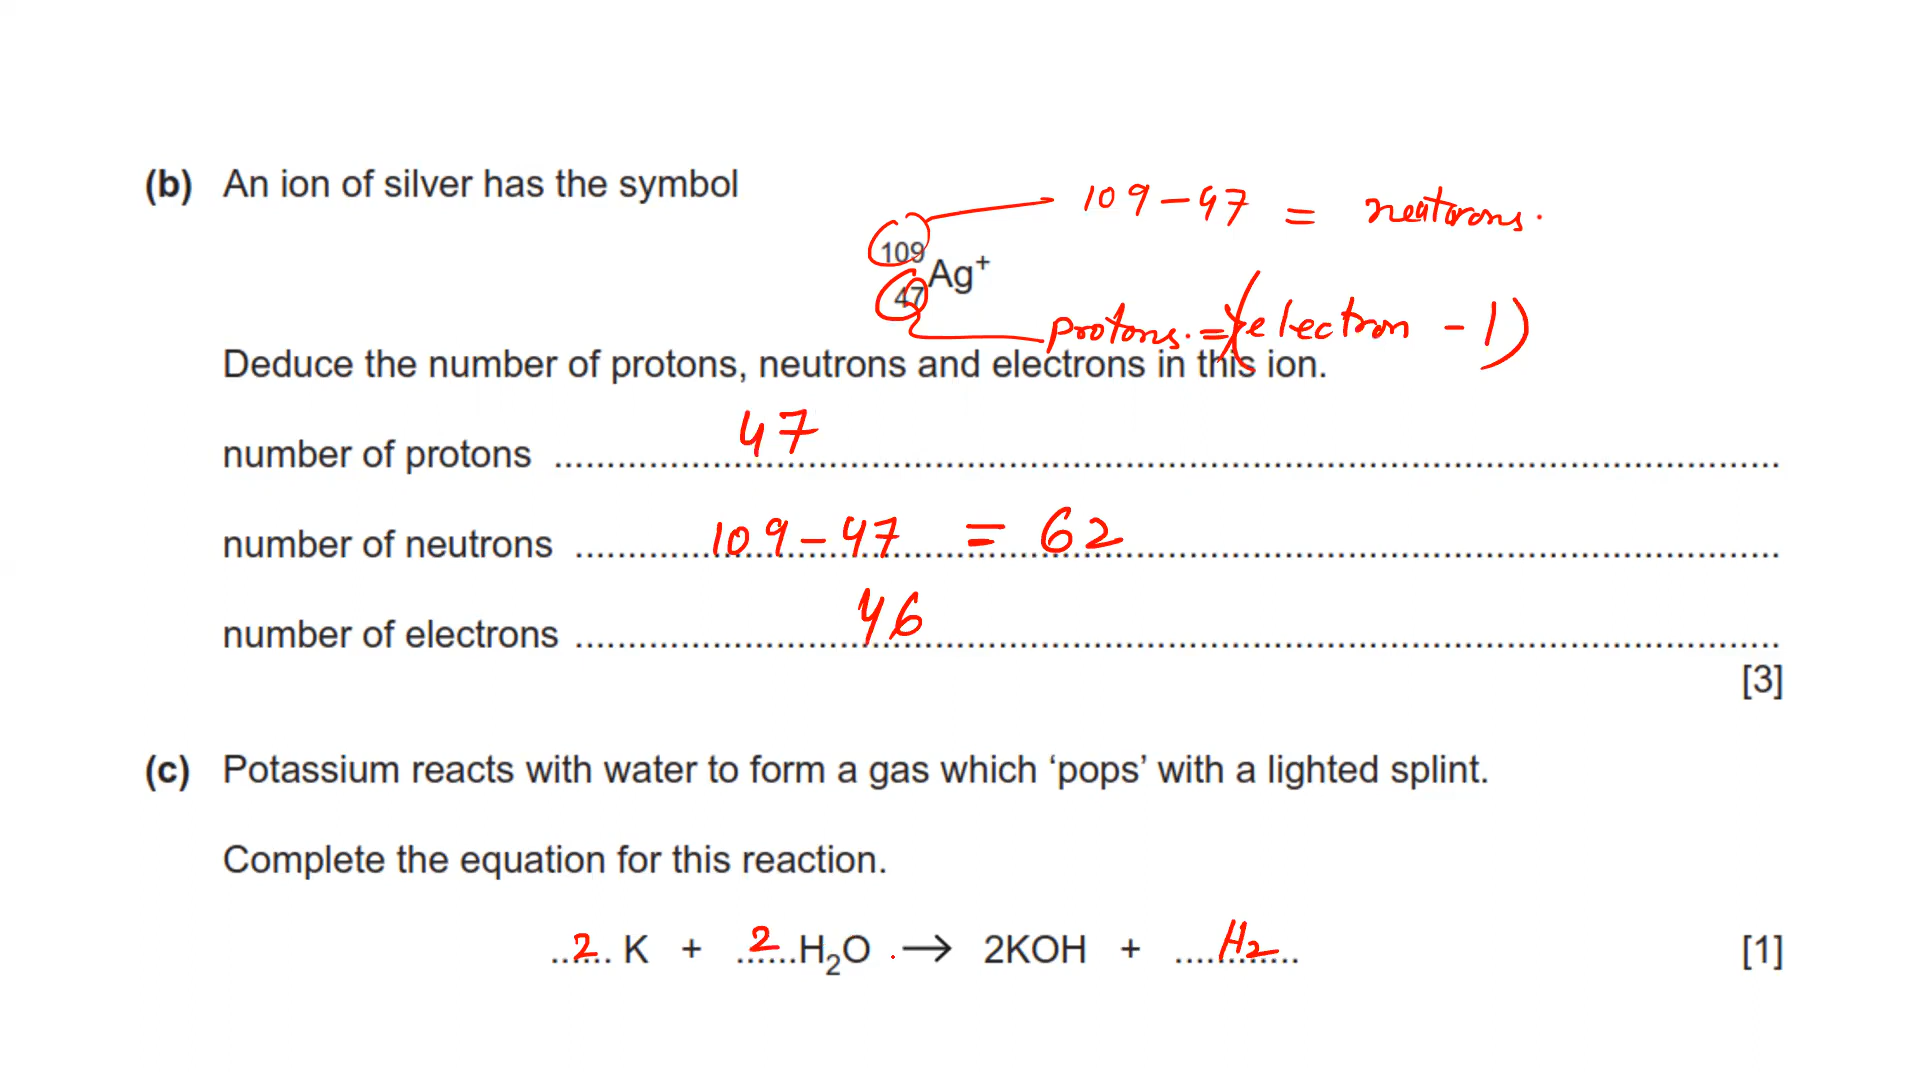 (b) An ion of silver has the symbol
109 – 47 = neutrons.
109
47 Ag+
protons. = (electron - 1)
Deduce the number of protons, neutrons and electrons in this ion.
number of protons 47
number of neutrons 109 – 47 = 62
number of electrons 46
[3]
(c) Potassium reacts with water to form a gas which ‘pops’ with a lighted splint.
Complete the equation for this reaction.
2 K + 2 H₂O → 2KOH + H₂ [1]